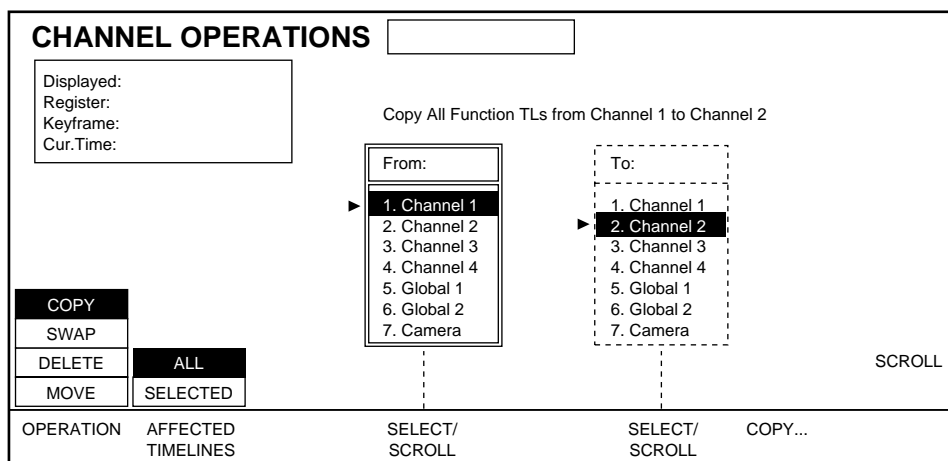 CHANNEL OPERATIONS
Displayed:
Register:
Keyframe:
Cur.Time:
Copy All Function TLs from Channel 1 to Channel 2
From:
1. Channel 1
2. Channel 2
3. Channel 3
4. Channel 4
5. Global 1
6. Global 2
7. Camera
To:
1. Channel 1
2. Channel 2
3. Channel 3
4. Channel 4
5. Global 1
6. Global 2
7. Camera
COPY
SWAP
DELETE
MOVE
ALL
SELECTED
SCROLL
OPERATION
AFFECTED
TIMELINES
SELECT/
SCROLL
SELECT/
SCROLL
COPY...